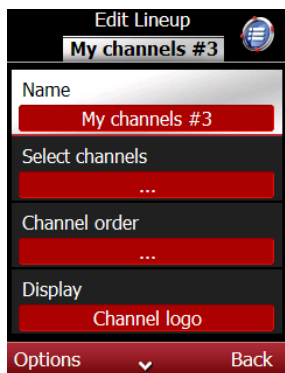 Edit Lineup
My channels #3
Name
My channels #3
Select channels
...
Channel order
...
Display
Channel logo
Options Back